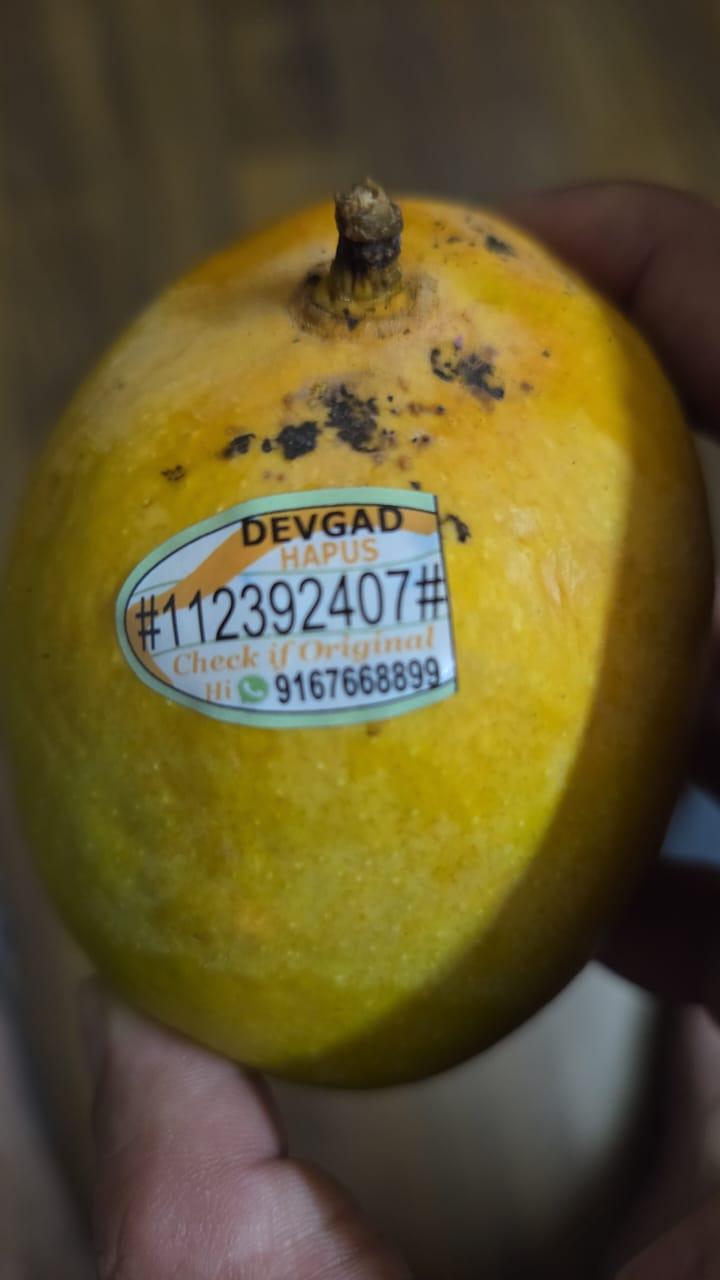 DEVGAD
HAPUS
#112392407#
Check if Original
Hi 9167668899